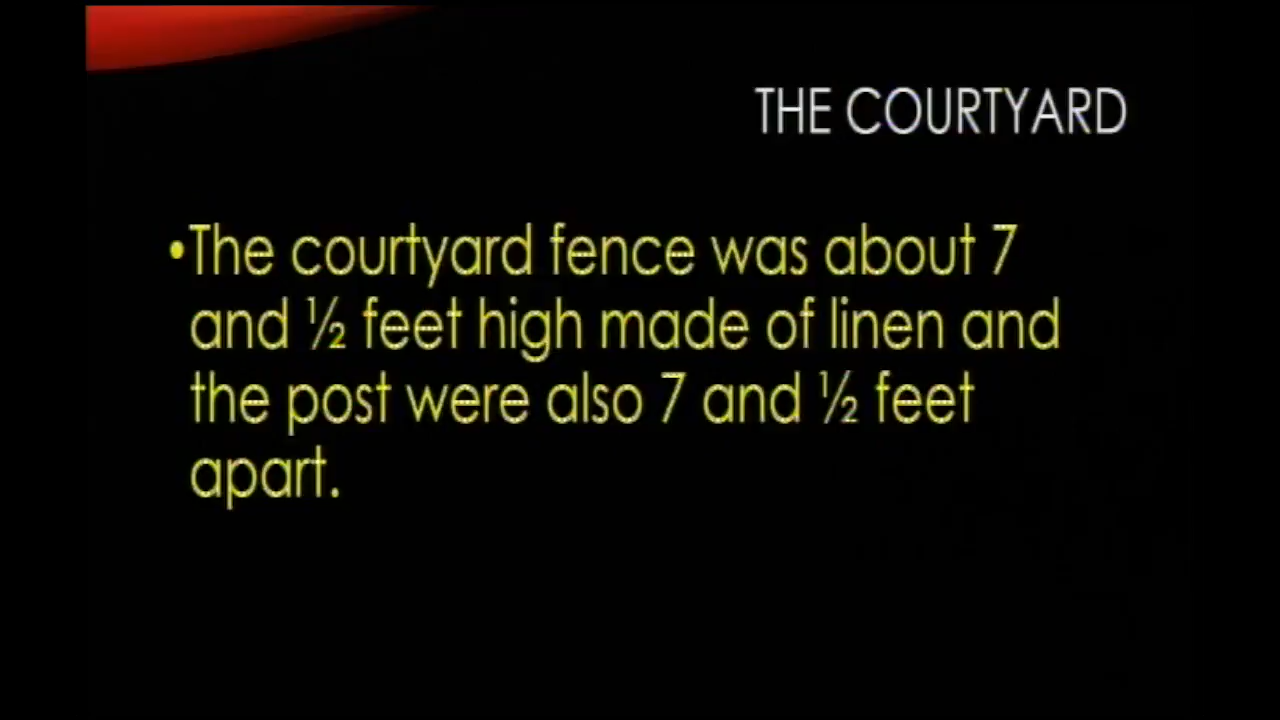 THE COURTYARD
•The courtyard fence was about 7
and ½ feet high made of linen and
the post were also 7 and ½ feet
apart.